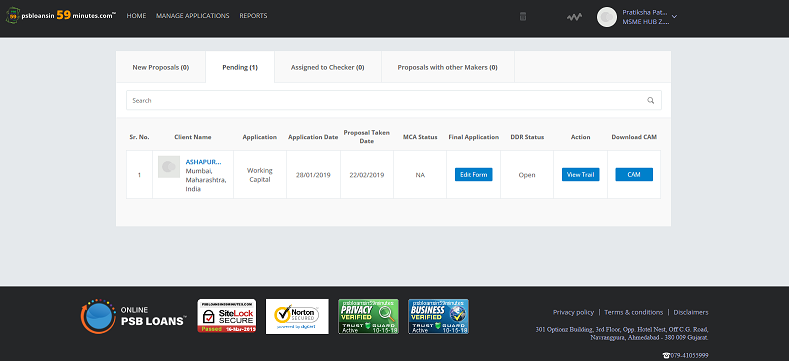 psbloansin 59 minutes.com™
HOME MANAGE APPLICATIONS REPORTS
Pratiksha Pat...
MSME HUB Z....
New Proposals (0)
Pending (1)
Assigned to Checker (0)
Proposals with other Makers (0)
Search
Sr. No. Client Name Application Application Date Proposal Taken Date MCA Status Final Application DDR Status Action Download CAM
1 ASHAPUR...
Mumbai,
Maharashtra,
India
Working
Capital
28/01/2019 22/02/2019 NA Edit Form Open View Trail CAM
ONLINE
PSB LOANS™
PSBLOANSIN59MINUTES.COM
SiteLock
SECURE
Passed 16-Mar-2019
Norton
SECURED
powered by digicert
psbloansin59minutes
PRIVACY
VERIFIED
TRUST GUARD
10-15-18
psbloansin59minutes
BUSINESS
VERIFIED
TRUST GUARD
10-15-18
Privacy policy | Terms & conditions | Disclaimers
301 Optionz Building, 3rd Floor, Opp. Hotel Nest, Off C.G. Road,
Navrangpura, Ahmedabad - 380 009 Gujarat.
☎079-41055999